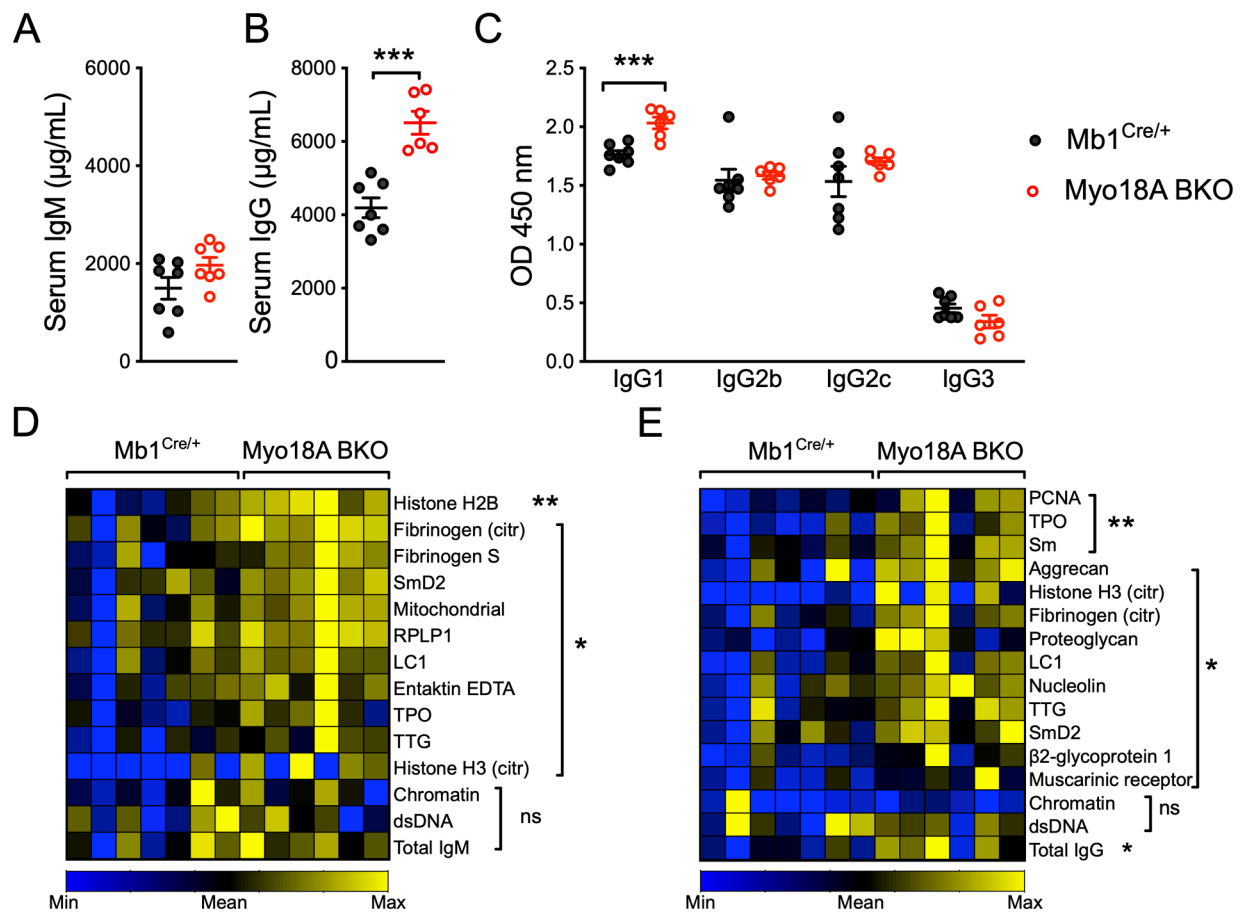 A
B
C
***
***
6000
4000
2000
0
Serum IgM (µg/mL)
8000
6000
4000
2000
0
Serum IgG (µg/mL)
2.5
2.0
1.5
1.0
0.5
0.0
OD 450 nm
IgG1 IgG2b IgG2c IgG3
Mb1Cre/+
Myo18A BKO
D
Mb1Cre/+ Myo18A BKO
Histone H2B **
Fibrinogen (citr)
Fibrinogen S
SmD2
Mitochondrial
RPLP1
*
LC1
Entaktin EDTA
TPO
TTG
Histone H3 (citr)
Chromatin
ns
dsDNA
Total IgM
Min Mean Max
E
Mb1Cre/+ Myo18A BKO
PCNA
TPO
**
Sm
Aggrecan
Histone H3 (citr)
Fibrinogen (citr)
Proteoglycan
*
LC1
Nucleolin
TTG
SmD2
β2-glycoprotein 1
Muscarinic receptor
Chromatin
ns
dsDNA
Total IgG *
Min Mean Max